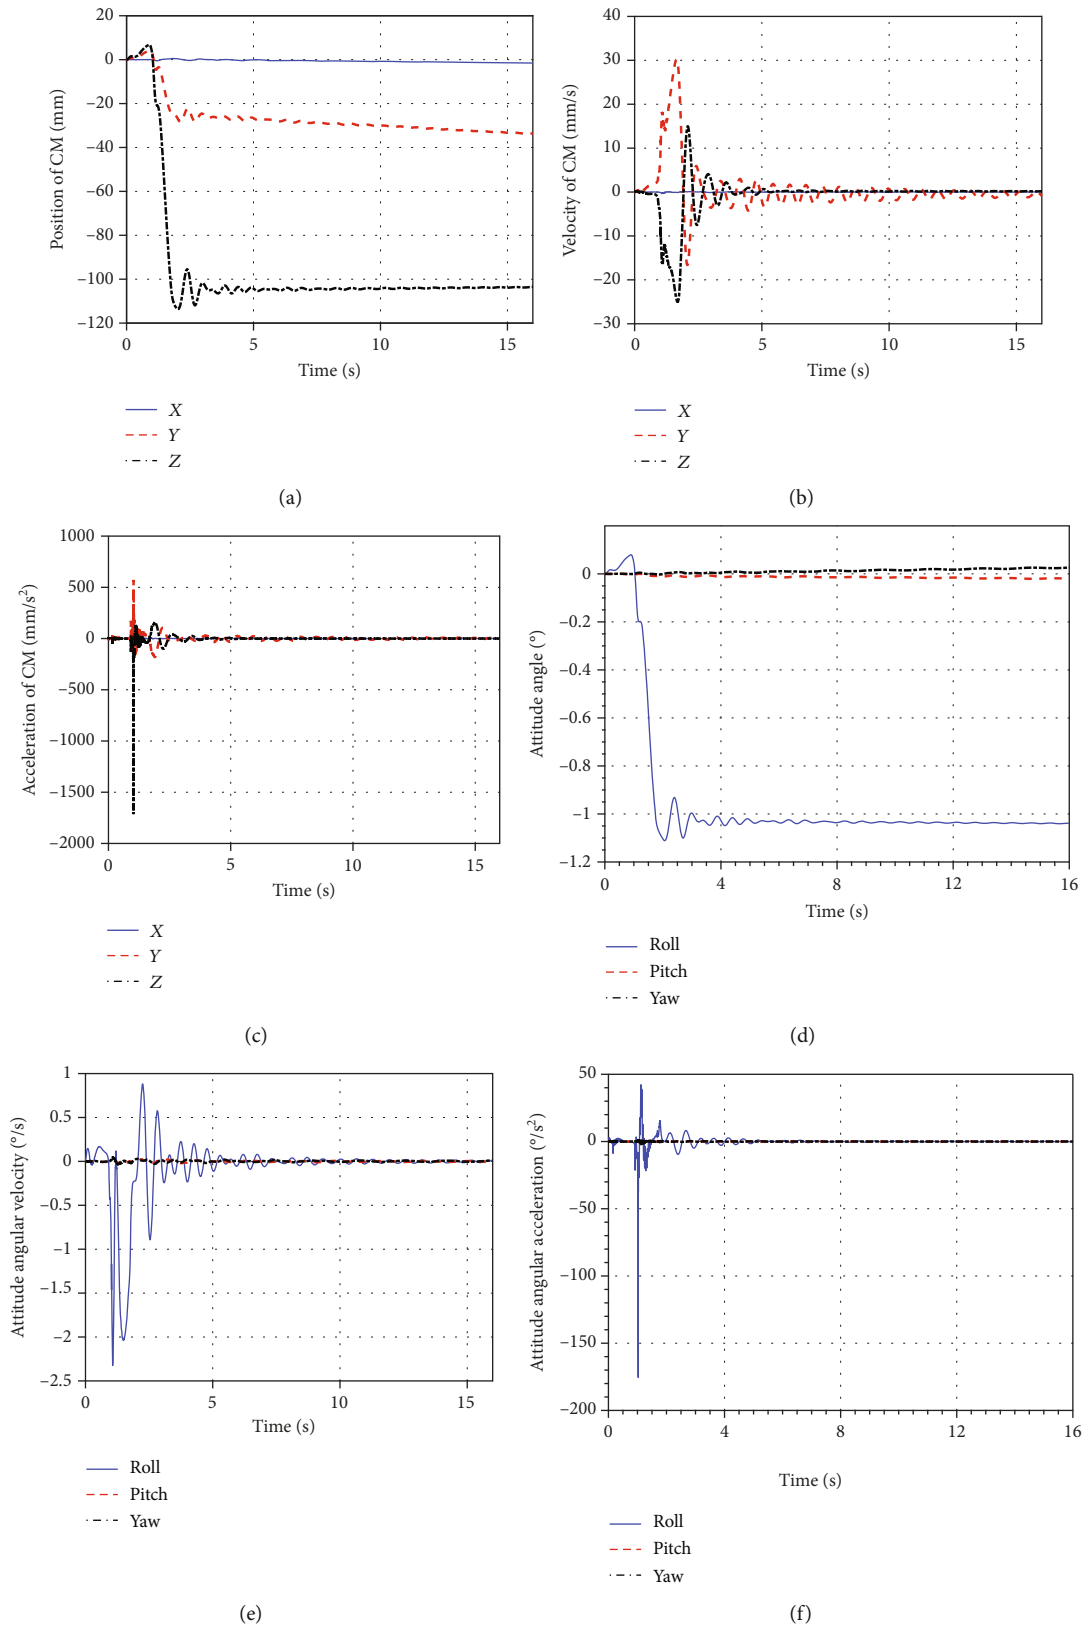 20
0
−20
−40
−60
−80
−100
−120
Position of CM (mm)
0 5 10 15
Time (s)
X
Y
Z
(a)
40
30
20
10
0
−10
−20
−30
Velocity of CM (mm/s)
0 5 10 15
Time (s)
X
Y
Z
(b)
1000
500
0
−500
−1000
−1500
−2000
Acceleration of CM (mm/s²)
0 5 10 15
Time (s)
X
Y
Z
(c)
0
−0.2
−0.4
−0.6
−0.8
−1
−1.2
Attitude angle (°)
0 4 8 12 16
Time (s)
Roll
Pitch
Yaw
(d)
1
0.5
0
−0.5
−1
−1.5
−2
−2.5
Attitude angular velocity (°/s)
0 5 10 15
Time (s)
Roll
Pitch
Yaw
(e)
50
0
−50
−100
−150
−200
Attitude angular acceleration (°/s²)
0 4 8 12 16
Time (s)
Roll
Pitch
Yaw
(f)